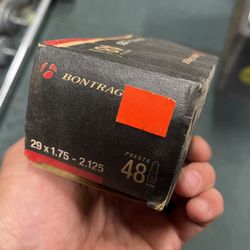 BONTRAG
PRESTA
48
29 x 1.75 - 2.125